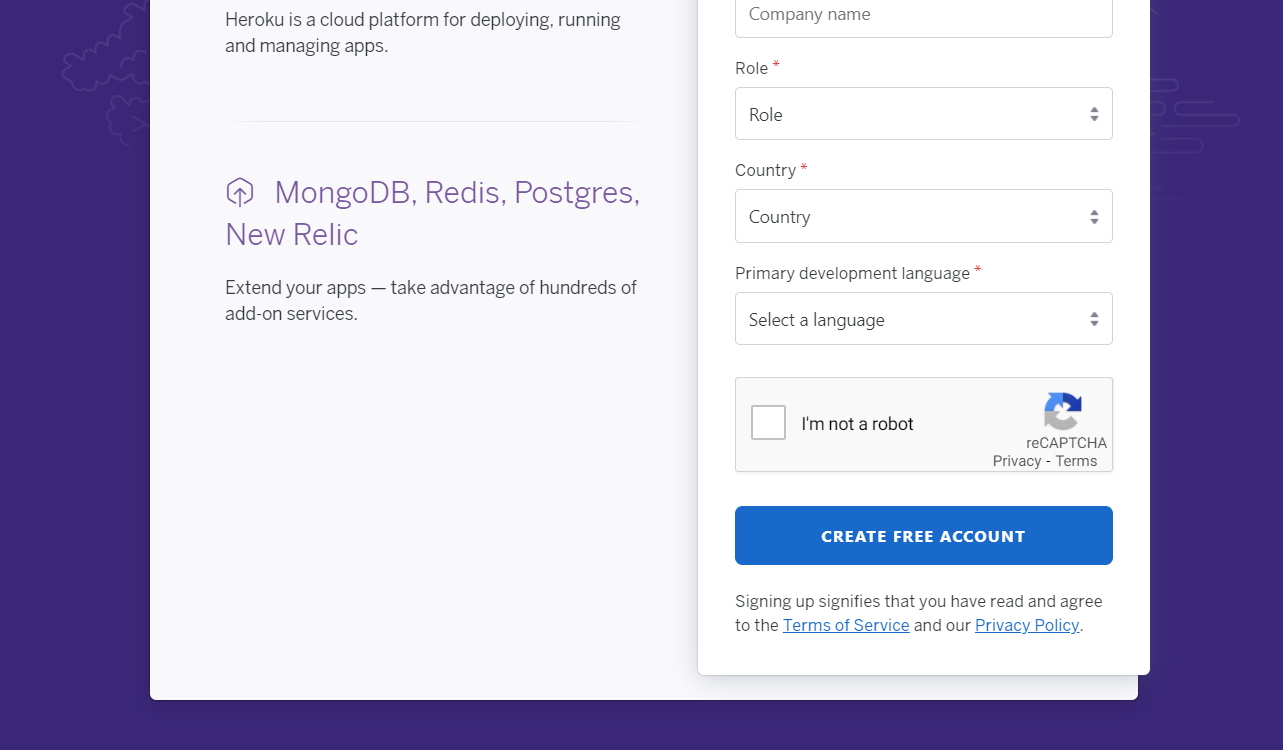 Heroku is a cloud platform for deploying, running
and managing apps.
MongoDB, Redis, Postgres,
New Relic
Extend your apps — take advantage of hundreds of
add-on services.
Company name
Role *
Role
Country *
Country
Primary development language *
Select a language
I'm not a robot
reCAPTCHA
Privacy - Terms
CREATE FREE ACCOUNT
Signing up signifies that you have read and agree
to the Terms of Service and our Privacy Policy.